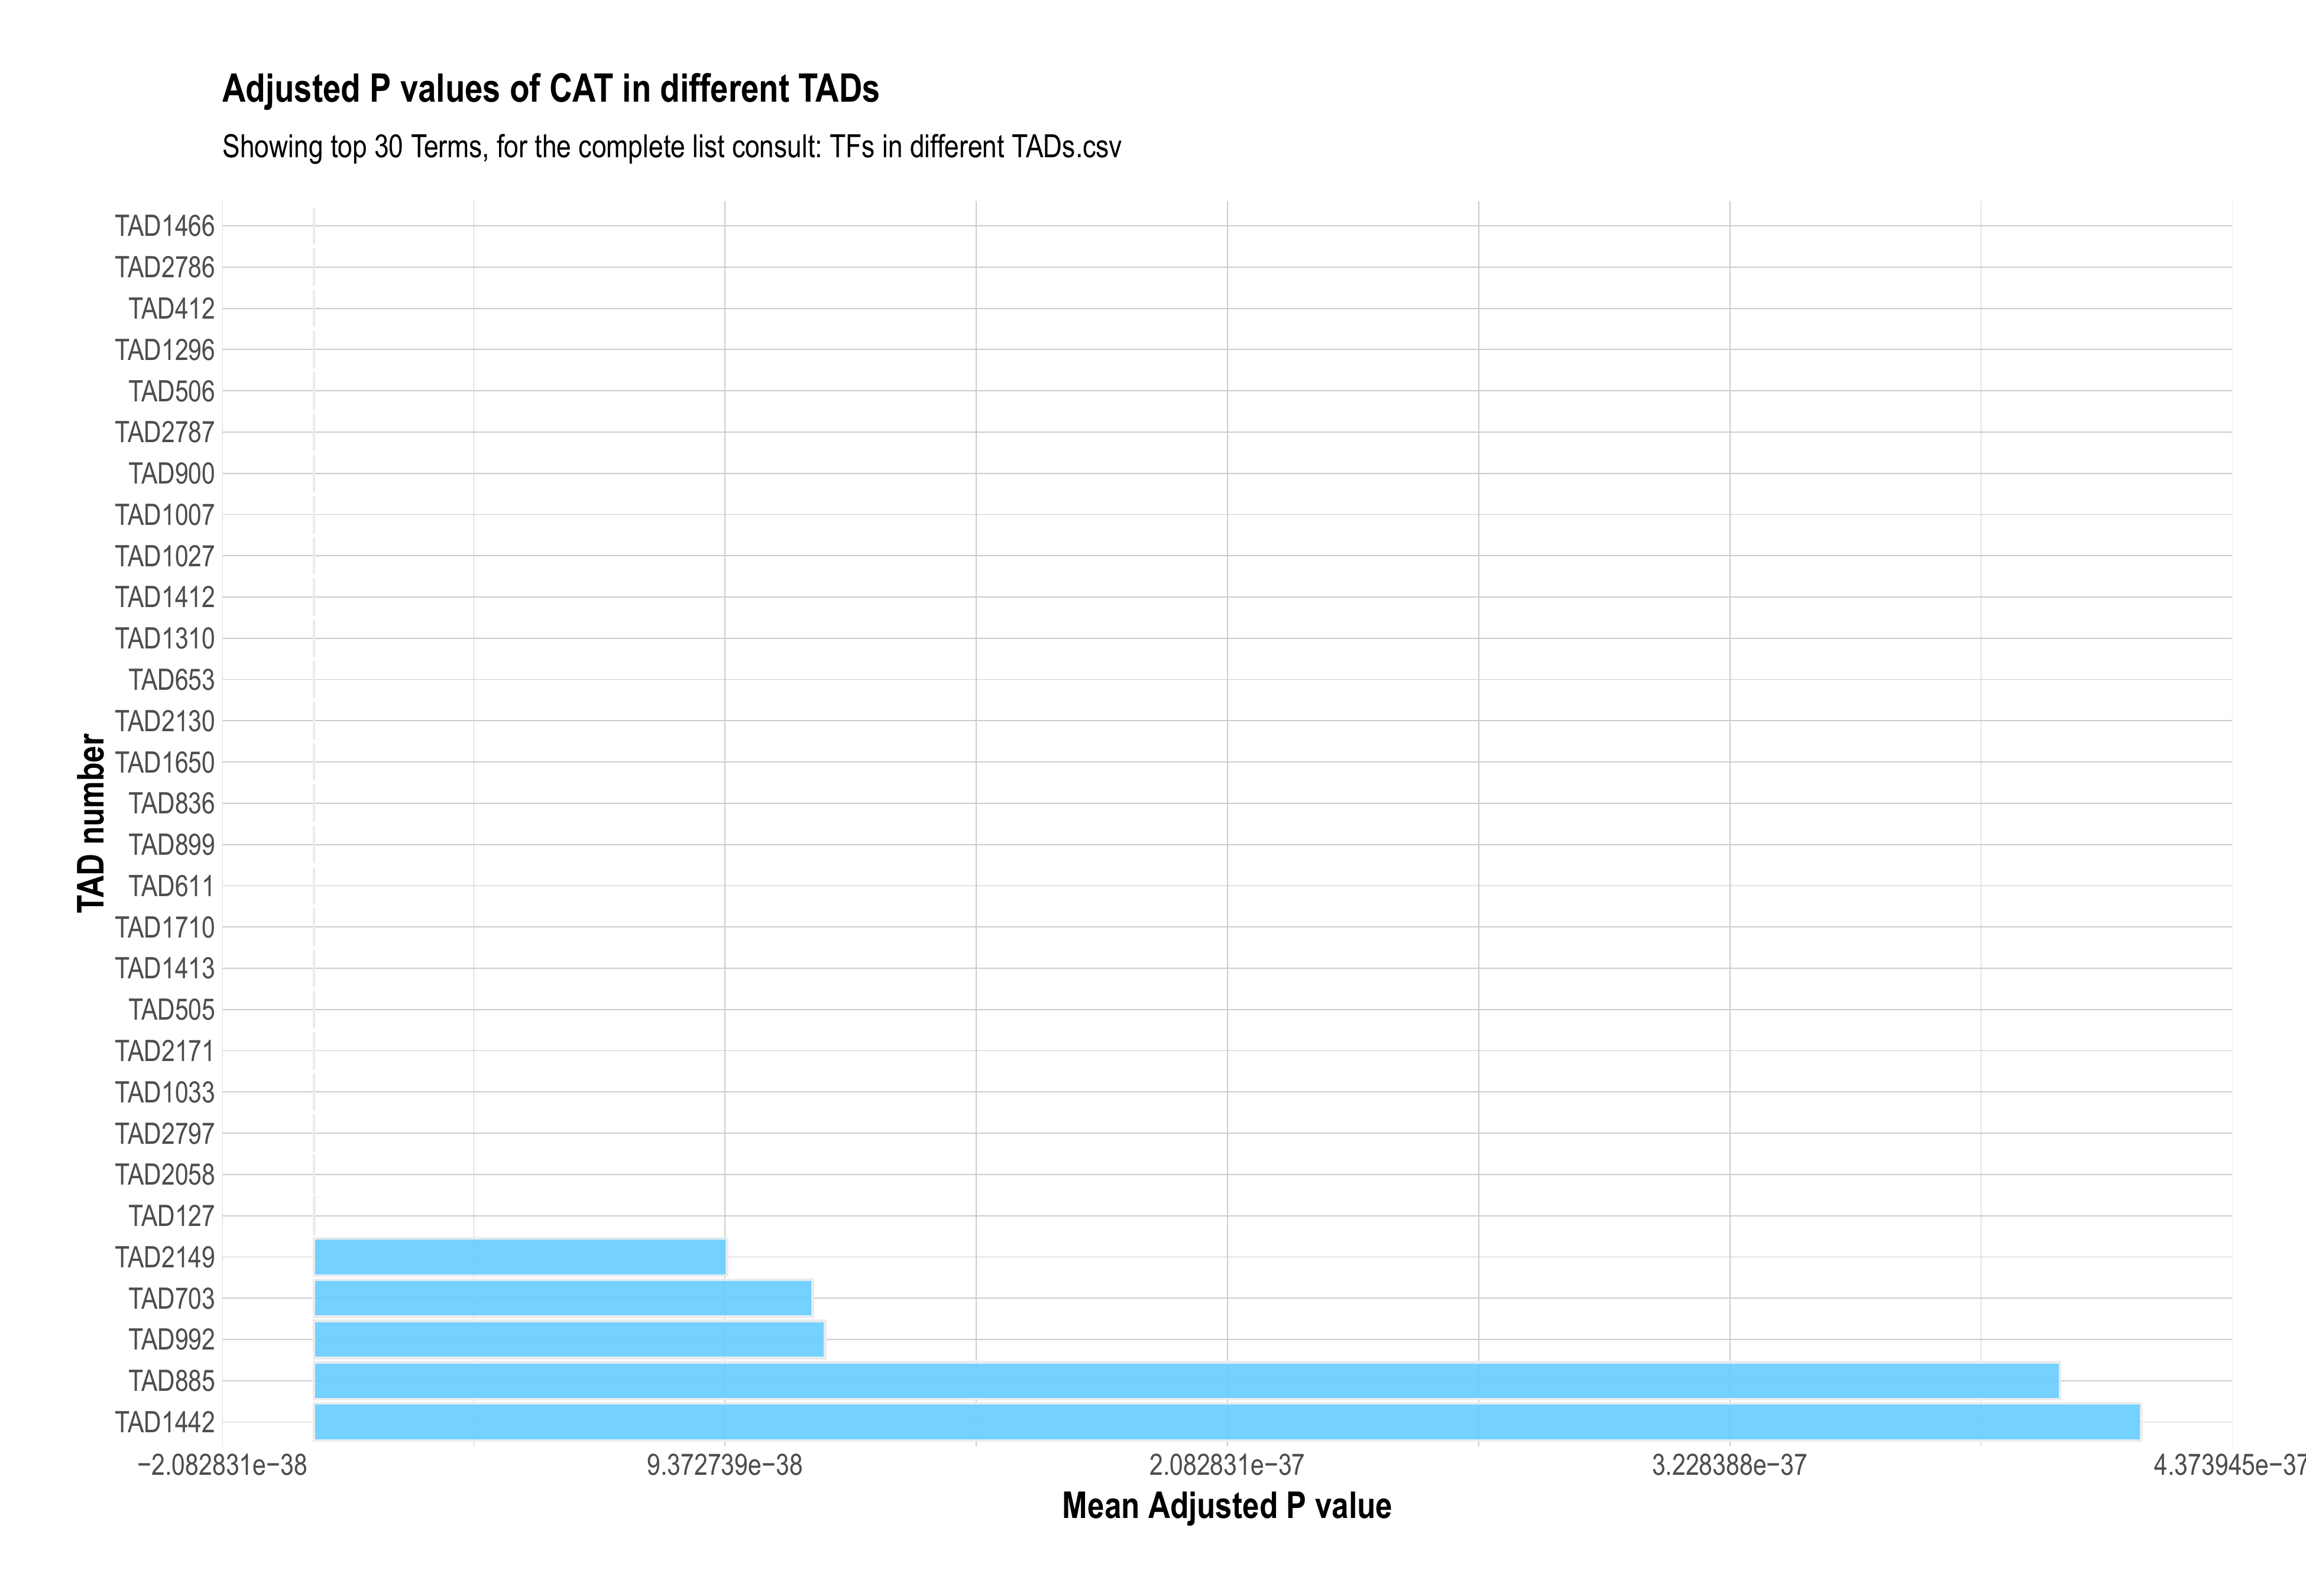 Adjusted P values of CAT in different TADs
Showing top 30 Terms, for the complete list consult: TFs in different TADs.csv
TAD number
TAD1466
TAD2786
TAD412
TAD1296
TAD506
TAD2787
TAD900
TAD1007
TAD1027
TAD1412
TAD1310
TAD653
TAD2130
TAD1650
TAD836
TAD899
TAD611
TAD1710
TAD1413
TAD505
TAD2171
TAD1033
TAD2797
TAD2058
TAD127
TAD2149
TAD703
TAD992
TAD885
TAD1442
−2.082831e−38 9.372739e−38 2.082831e−37 3.228388e−37 4.373945e−37
Mean Adjusted P value